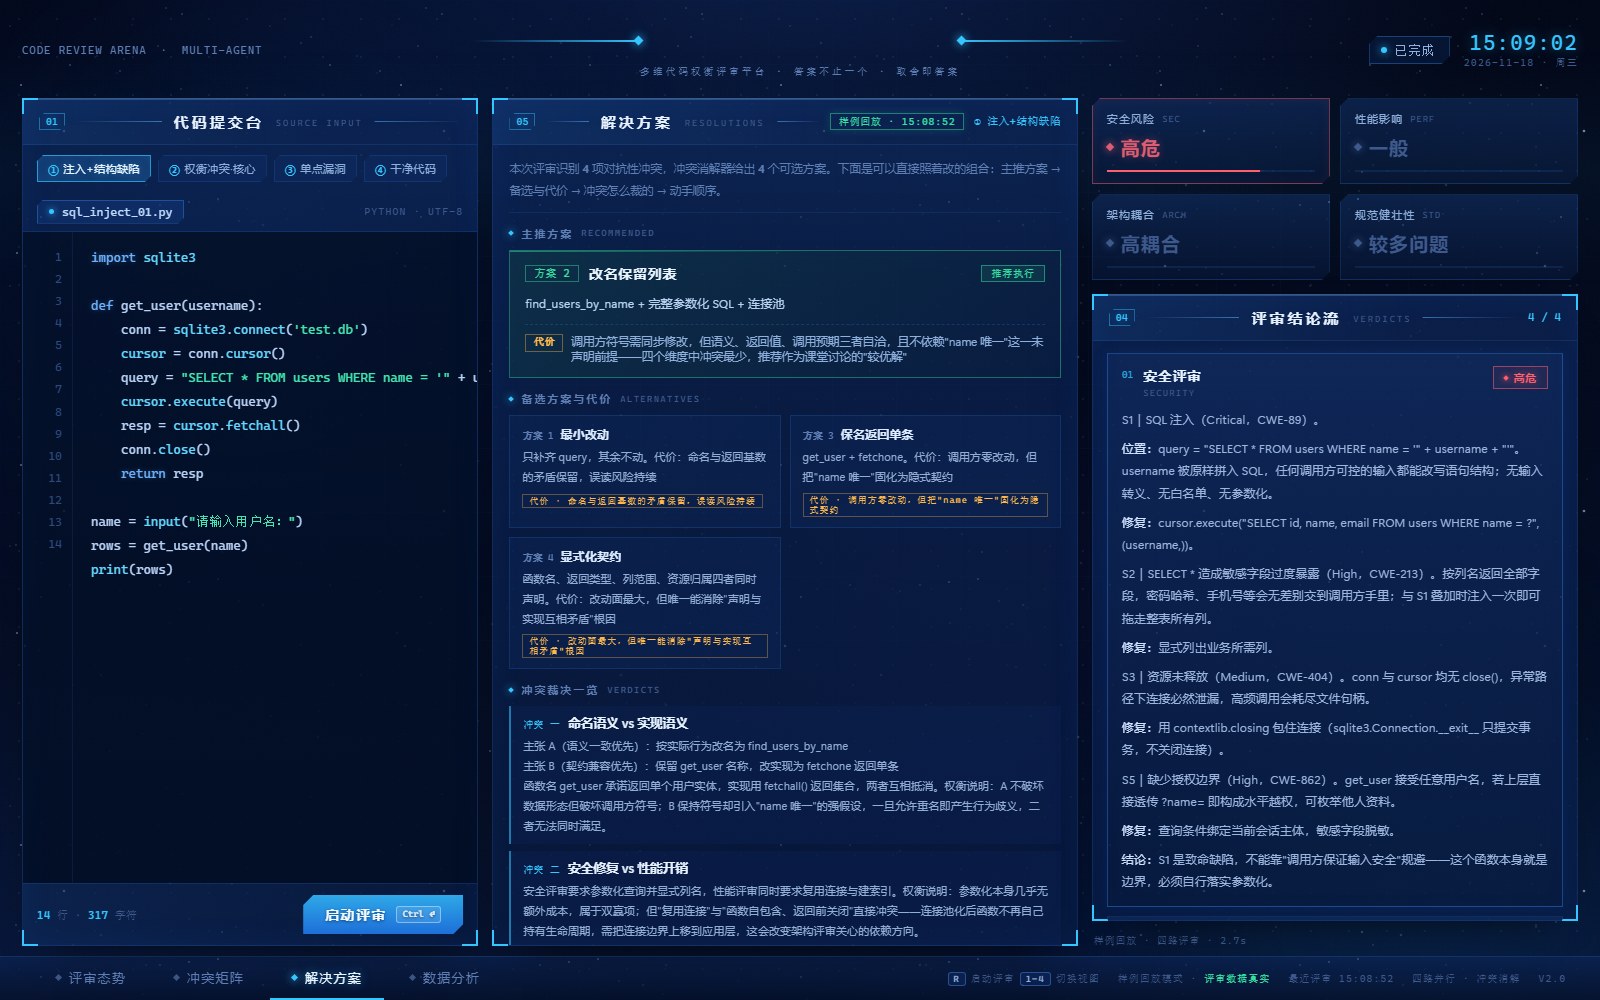 CODE REVIEW ARENA · MULTI-AGENT
多维代码权衡评审平台 · 答案不止一个 · 取舍即答案
已完成
15:09:02
2026-11-18 · 周三
01 代码提交台 SOURCE INPUT
① 注入+结构缺陷
② 权衡冲突·核心
③ 单点漏洞
④ 干净代码
sql_inject_01.py
PYTHON · UTF-8
1 import sqlite3
2
3 def get_user(username):
4 conn = sqlite3.connect('test.db')
5 cursor = conn.cursor()
6 query = "SELECT * FROM users WHERE name = '" + u
7 cursor.execute(query)
8 resp = cursor.fetchall()
9 conn.close()
10 return resp
11
12 name = input("请输入用户名: ")
13 rows = get_user(name)
14 print(rows)
14 行 · 317 字符
启动评审 Ctrl ⏎
05 解决方案 RESOLUTIONS
样例回放 · 15:08:52
① 注入+结构缺陷
本次评审识别 4 项对抗性冲突，冲突消解器给出 4 个可选方案。下面是可以直接照着改的组合：主推方案 →
备选与代价 → 冲突怎么裁的 → 动手顺序。
主推方案 RECOMMENDED
方案 2 改名保留列表
推荐执行
find_users_by_name + 完整参数化 SQL + 连接池
代价 调用方符号需同步修改，但语义、返回值、调用预期三者自洽，且不依赖"name 唯一"这一未
声明前提——四个维度中冲突最少，推荐作为课堂讨论的"较优解"
备选方案与代价 ALTERNATIVES
方案 1 最小改动
只补齐 query，其余不动。代价：命名与返回基数
的矛盾保留，误读风险持续
代价 · 命名与返回基数的矛盾保留，误读风险持续
方案 3 保名返回单条
get_user + fetchone。代价：调用方零改动，但
把"name 唯一"固化为隐式契约
代价 · 调用方零改动，但把"name 唯一"固化为隐
式契约
方案 4 显式化契约
函数名、返回类型、列范围、资源归属四者同时
声明。代价：改动面最大，但唯一能消除"声明与
实现互相矛盾"根因
代价 · 改动面最大，但唯一能消除"声明与实现互
相矛盾"根因
冲突裁决一览 VERDICTS
冲突 一 命名语义 vs 实现语义
主张 A（语义一致优先）：按实际行为改名为 find_users_by_name
主张 B（契约兼容优先）：保留 get_user 名称，改实现为 fetchone 返回单条
函数名 get_user 承诺返回单个用户实体，实现用 fetchall() 返回集合，两者互相抵消。权衡说明：A 不破坏
数据形态但破坏调用方符号；B 保持符号却引入"name 唯一"的强假设，一旦允许重名即产生行为歧义，二
者无法同时满足。
冲突 二 安全修复 vs 性能开销
安全评审要求参数化查询并显式列名，性能评审同时要求复用连接与建索引。权衡说明：参数化本身几乎无
额外成本，属于双赢项；但"复用连接"与"函数自包含、返回前关闭"直接冲突——连接池化后函数不再自己
持有生命周期，需把连接边界上移到应用层，这会改变架构评审关心的依赖方向。
安全风险 SEC
高危
性能影响 PERF
一般
架构耦合 ARCH
高耦合
规范健壮性 STD
较多问题
04 评审结论流 VERDICTS 4 / 4
01 安全评审
SECURITY
高危
S1 | SQL 注入（Critical，CWE-89）。
位置：query = "SELECT * FROM users WHERE name = '" + username + "'"。
username 被原样拼入 SQL，任何调用方可控的输入都能改写语句结构；无输入
转义、无白名单、无参数化。
修复：cursor.execute("SELECT id, name, email FROM users WHERE name = ?",
(username,))。
S2 | SELECT * 造成敏感字段过度暴露（High，CWE-213）。按列名返回全部字
段，密码哈希、手机号等会无差别交到调用方手里；与 S1 叠加时注入一次即可
拖走整表所有列。
修复：显式列出业务所需列。
S3 | 资源未释放（Medium，CWE-404）。conn 与 cursor 均无 close()，异常路
径下连接必然泄漏，高频调用会耗尽文件句柄。
修复：用 contextlib.closing 包住连接（sqlite3.Connection.__exit__ 只提交事
务，不关闭连接）。
S5 | 缺少授权边界（High，CWE-862）。get_user 接受任意用户名，若上层直
接透传 ?name= 即构成水平越权，可枚举他人资料。
修复：查询条件绑定当前会话主体，敏感字段脱敏。
结论：S1 是致命缺陷，不能靠"调用方保证输入安全"规避——这个函数本身就是
边界，必须自行落实参数化。
样例回放 · 四路评审 · 2.7s
评审态势
冲突矩阵
解决方案
数据分析
R 启动评审 1-4 切换视图 样例回放模式 · 评审数据真实 最近评审 15:08:52 四路并行 · 冲突消解 V2.0